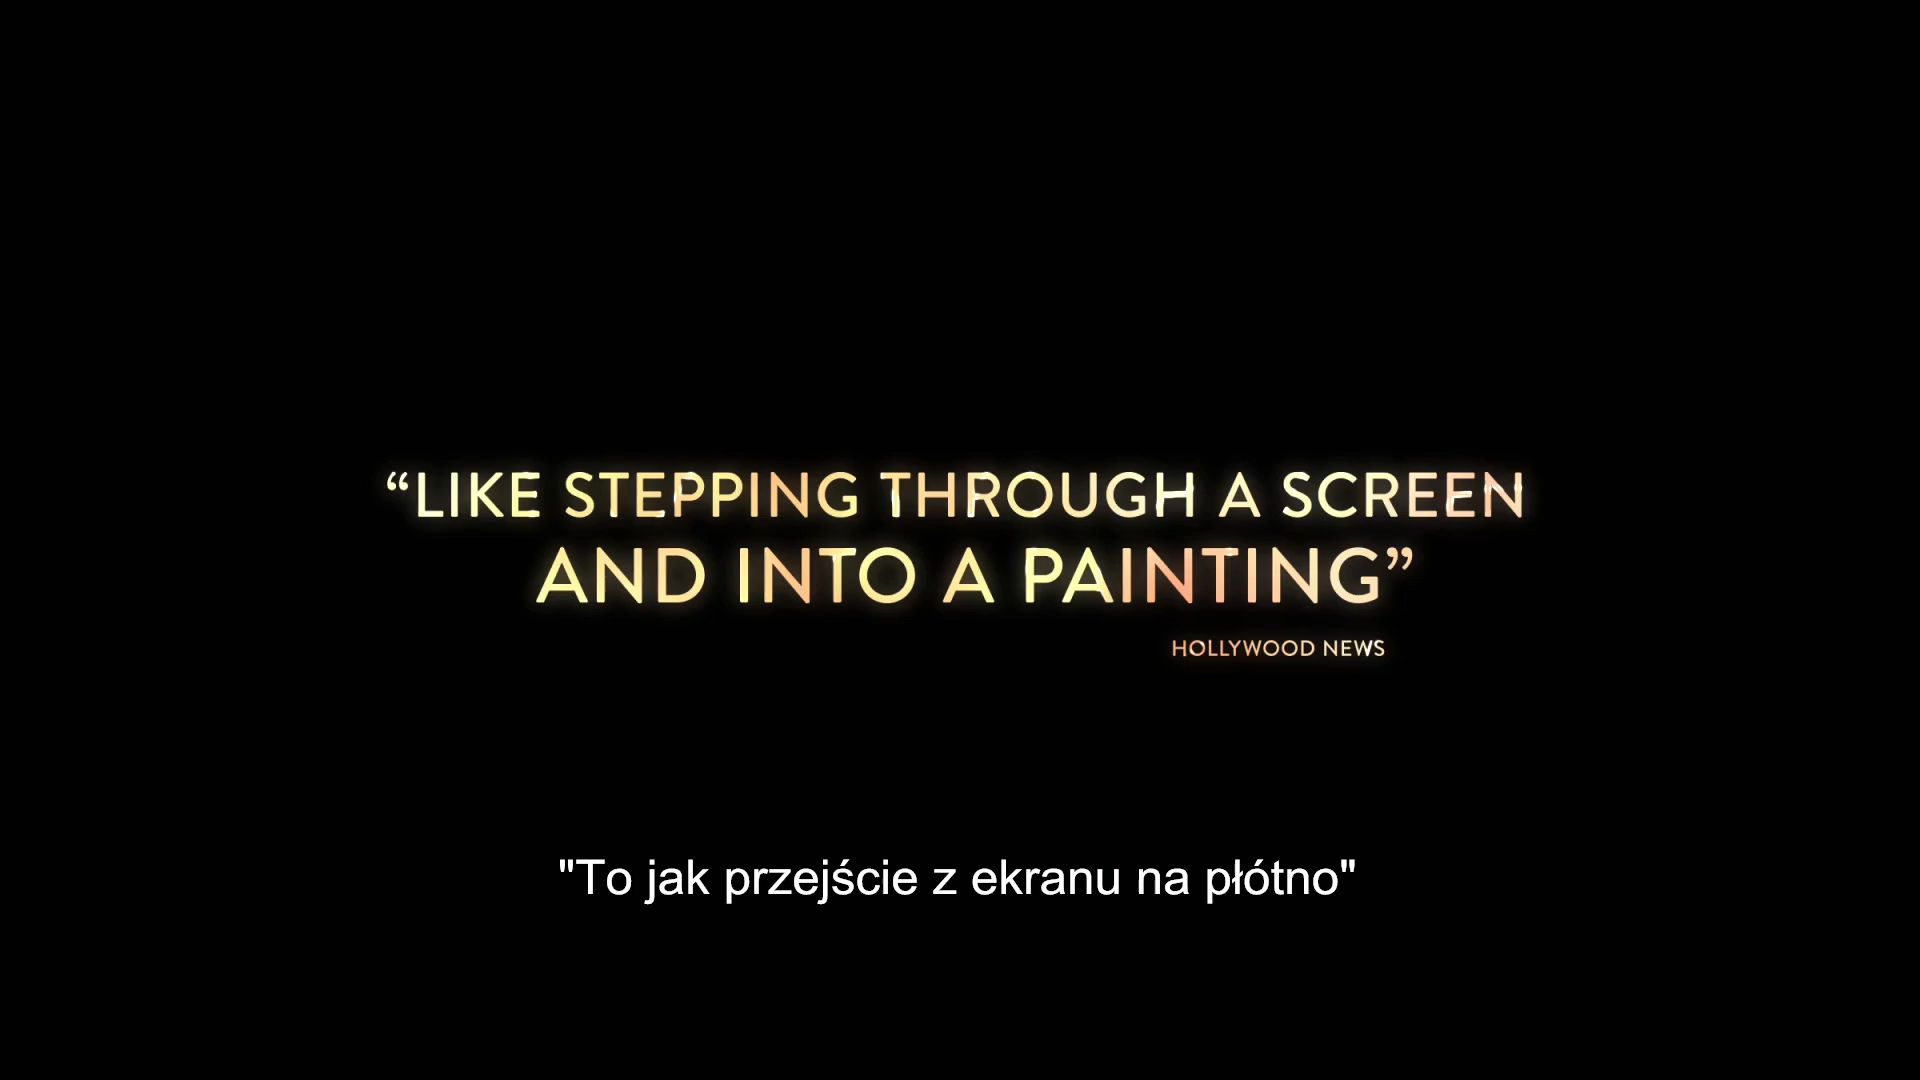 “LIKE STEPPING THROUGH A SCREEN
AND INTO A PAINTING”
HOLLYWOOD NEWS
"To jak przejście z ekranu na płótno"